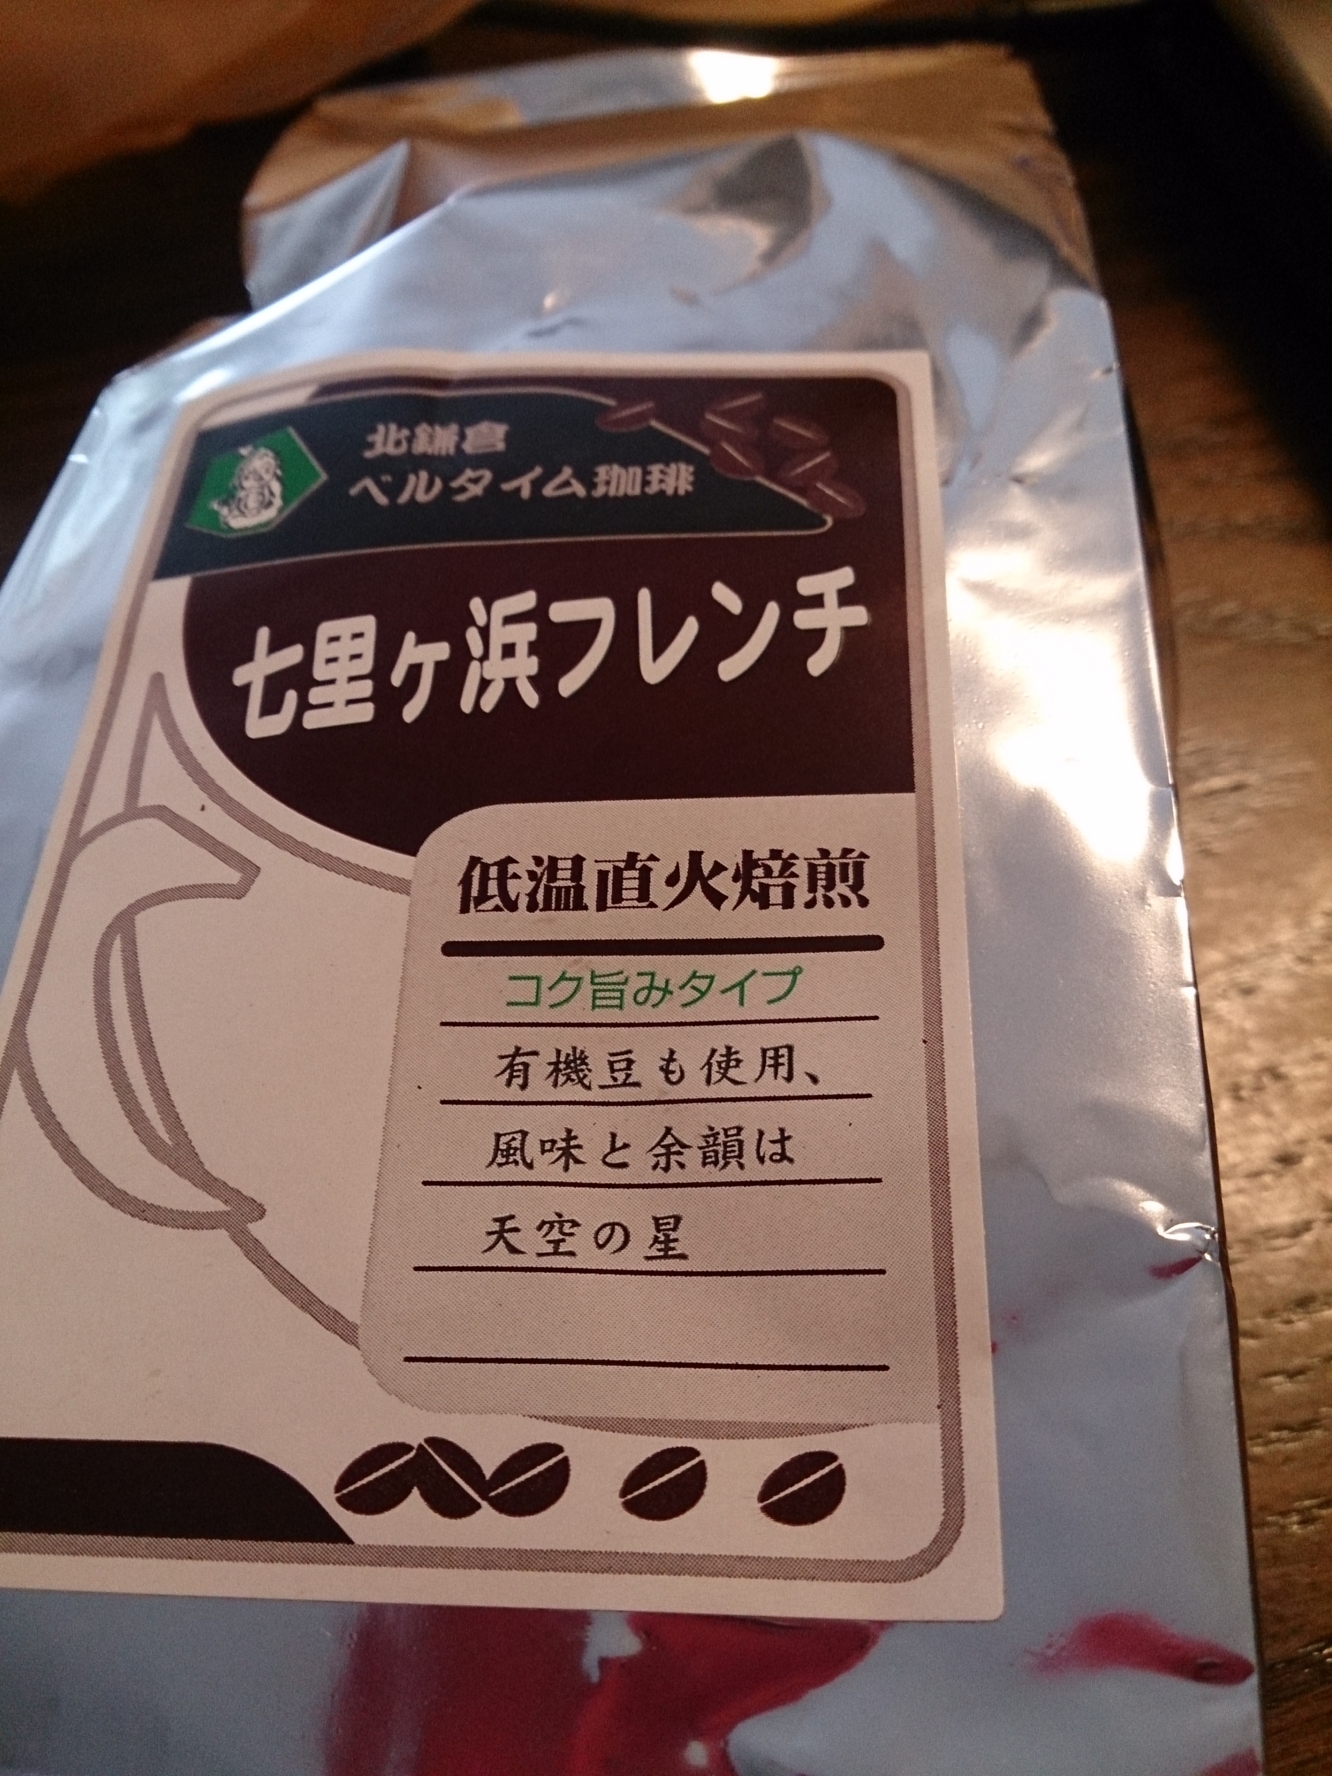 北鎌倉
ベルタイム珈琲
七里ヶ浜フレンチ
低温直火焙煎
コク旨みタイプ
有機豆も使用、
風味と余韻は
天空の星